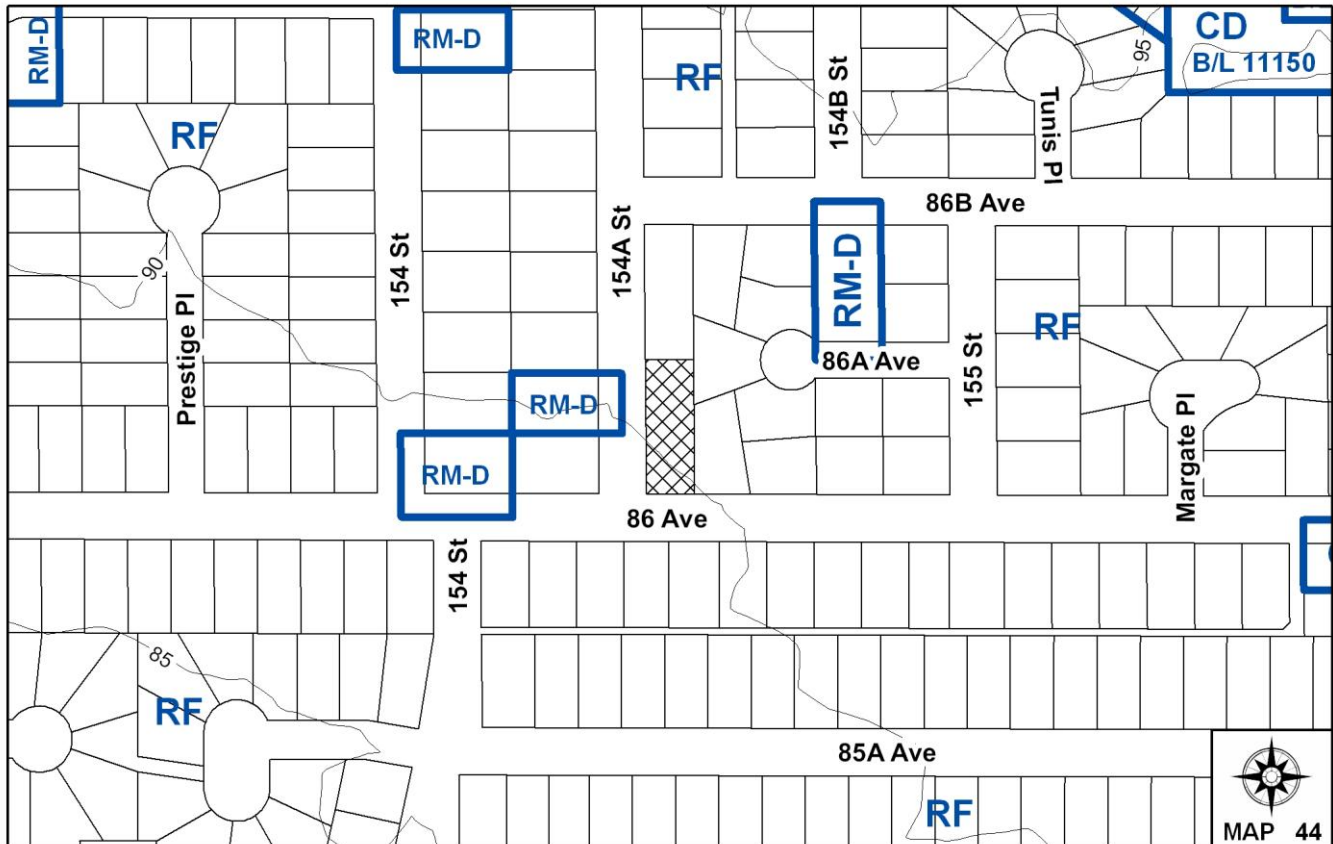 RM-D
RM-D
RF
154B St
Tunis Pl
95
CD
B/L 11150
RF
154 St
154A St
86B Ave
90
Prestige Pl
RM-D
86A Ave
155 St
RF
Margate Pl
RM-D
RM-D
86 Ave
154 St
85
RF
85A Ave
RF
MAP 44